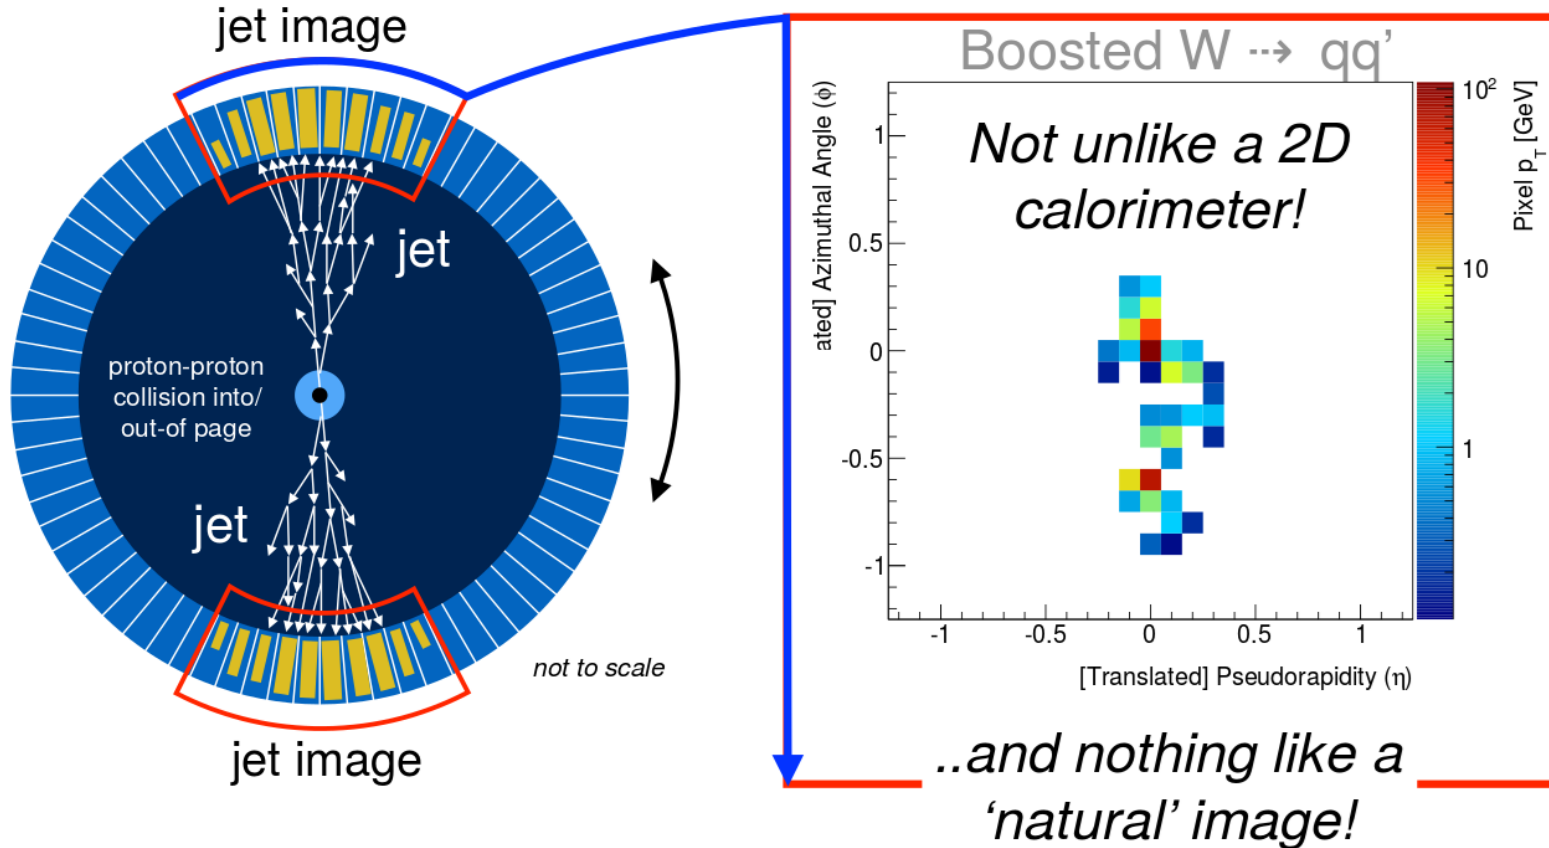 jet image
jet
proton-proton
collision into/
out-of page
jet
not to scale
jet image
Boosted W ⇢ qq’
Not unlike a 2D
calorimeter!
ated] Azimuthal Angle (ϕ)
1
0.5
0
-0.5
-1
-1
-0.5
0
0.5
1
[Translated] Pseudorapidity (η)
10²
10
1
Pixel p_T [GeV]
..and nothing like a
‘natural’ image!